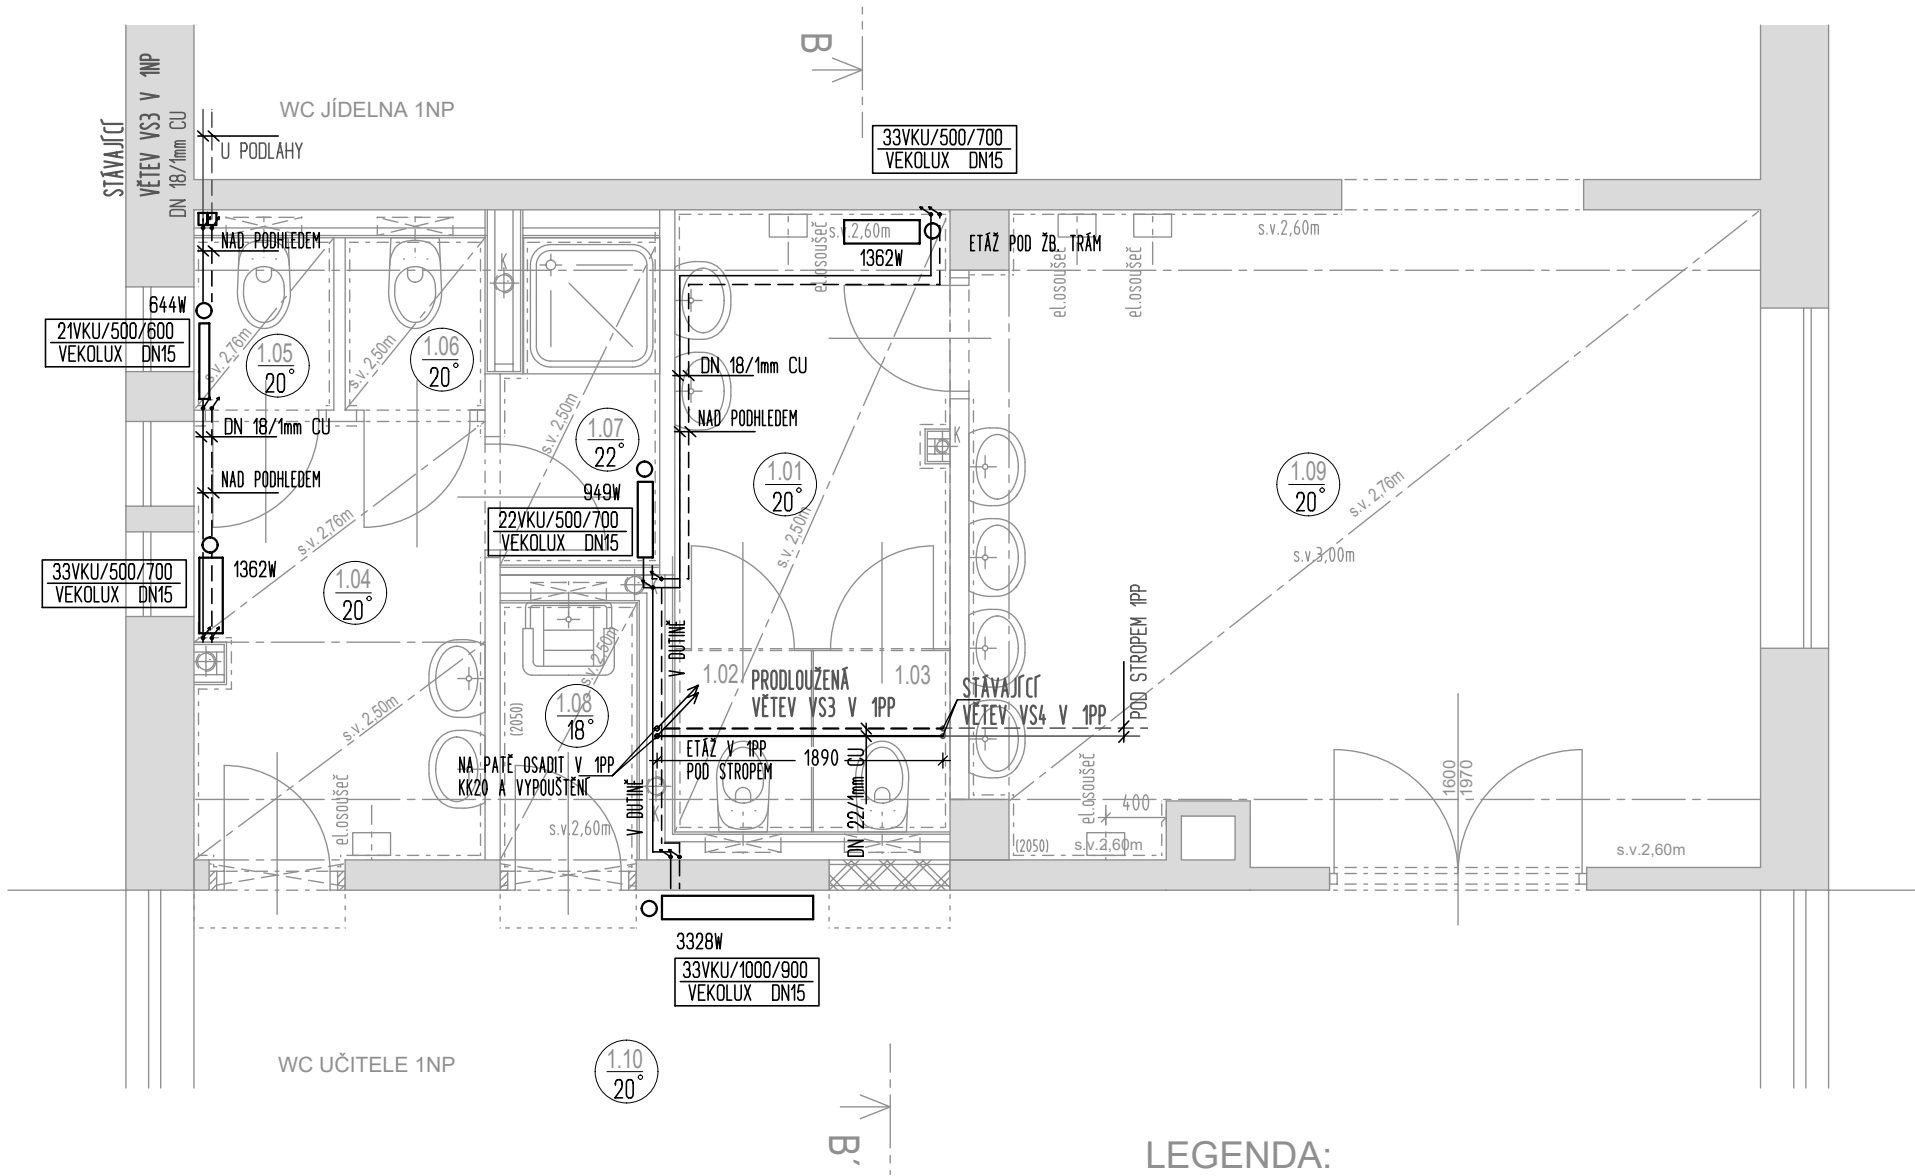 B
STÁVAJÍCÍ
VĚTEV VS3 V 1NP
DN 18/1mm CU
WC JÍDELNA 1NP
U PODLAHY
33VKU/500/700
VEKOLUX DN15
NAD PODHLEDEM
s.v.2,60m
1362W
el.osoušeč
ETÁŽ POD ŽB. TRÁM
el.osoušeč
el.osoušeč
s.v.2,60m
K
644W
21VKU/500/600
VEKOLUX DN15
s.v. 2,76m
1.05
20°
s.v. 2,50m
1.06
20°
DN 18/1mm CU
NAD PODHLEDEM
s.v. 2,50m
1.07
22°
DN 18/1mm CU
NAD PODHLEDEM
K
1.01
20°
1.09
20°
s.v. 2,76m
s.v.3,00m
949W
22VKU/500/700
VEKOLUX DN15
s.v. 2,76m
s.v. 2,50m
33VKU/500/700
VEKOLUX DN15
1362W
1.04
20°
s.v. 2,50m
V DUTINĚ
1.02
1.03
PRODLOUŽENÁ
VĚTEV VS3 V 1PP
STÁVAJÍCÍ
VĚTEV VS4 V 1PP
POD STROPEM 1PP
s.v. 2,50m
(2050)
1.08
18°
NA PATĚ OSADIT V 1PP
KK20 A VYPOUŠTĚNÍ
ETÁŽ V 1PP
POD STROPEM
1890
DN 22/1mm CU
V DUTINĚ
K
s.v.2,60m
el.osoušeč
el.osoušeč
400
(2050)
s.v.2,60m
1600
1970
s.v.2,60m
3328W
33VKU/1000/900
VEKOLUX DN15
WC UČITELE 1NP
1.10
20°
B´
LEGENDA: